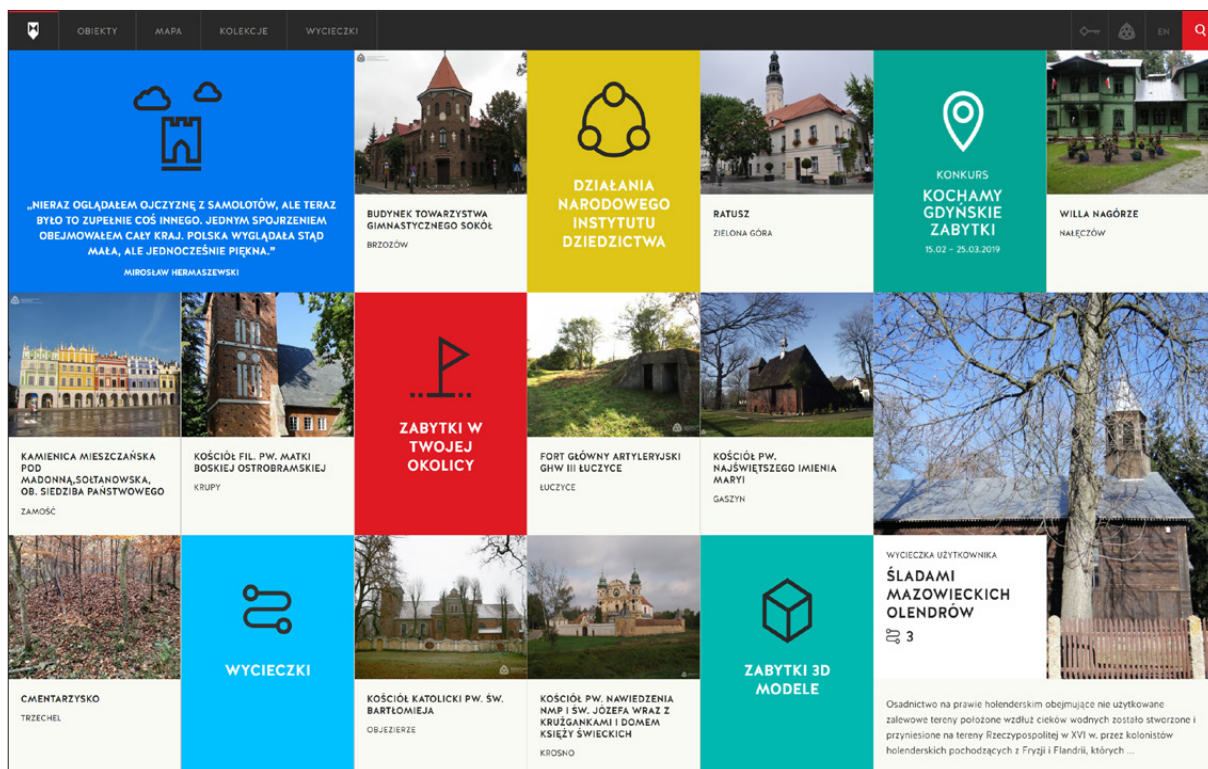 OBIEKTY
MAPA
KOLEKCJE
WYCIECZKI
EN
„NIERAZ OGLĄDAŁEM OJCZYZNĘ Z SAMOLOTÓW, ALE TERAZ
BYŁO TO ZUPEŁNIE COŚ INNEGO. JEDNYM SPOJRZENIEM
OBEJMOWAŁEM CAŁY KRAJ. POLSKA WYGLĄDAŁA STĄD
MAŁA, ALE JEDNOCZEŚNIE PIĘKNA.”
MIROSŁAW HERMASZEWSKI
BUDYNEK TOWARZYSTWA
GIMNASTYCZNEGO SOKÓŁ
BRZOZÓW
DZIAŁANIA
NARODOWEGO
INSTYTUTU
DZIEDZICTWA
RATUSZ
ZIELONA GÓRA
KONKURS
KOCHAMY
GDYŃSKIE
ZABYTKI
15.02 – 25.03.2019
WILLA NAGÓRZE
NAŁĘCZÓW
KAMIENICA MIESZCZAŃSKA
POD
MADONNĄ,SOŁTANOWSKA,
OB. SIEDZIBA PAŃSTWOWEGO
ZAMOŚĆ
KOŚCIÓŁ FIL. PW. MATKI
BOSKIEJ OSTROBRAMSKIEJ
KRUPY
ZABYTKI W
TWOJEJ
OKOLICY
FORT GŁÓWNY ARTYLERYJSKI
GHW III ŁUCZYCE
ŁUCZYCE
KOŚCIÓŁ PW.
NAJŚWIĘTSZEGO IMIENIA
MARYI
GASZYN
WYCIECZKA UŻYTKOWNIKA
ŚLADAMI
MAZOWIECKICH
OLENDRÓW
3
Osadnictwo na prawie holenderskim obejmujące nie użytkowane
zalewowe tereny położone wzdłuż cieków wodnych zostało stworzone i
przyniesione na tereny Rzeczypospolitej w XVI w. przez kolonistów
holenderskich pochodzących z Fryzji i Flandrii, których ...
CMENTARZYSKO
TRZECHEL
WYCIECZKI
KOŚCIÓŁ KATOLICKI PW. ŚW.
BARTŁOMIEJA
OBJEZIERZE
KOŚCIÓŁ PW. NAWIEDZENIA
NMP I ŚW. JÓZEFA WRAZ Z
KRUŻGANKAMI I DOMEM
KSIĘŻY ŚWIECKICH
KROSNO
ZABYTKI 3D
MODELE